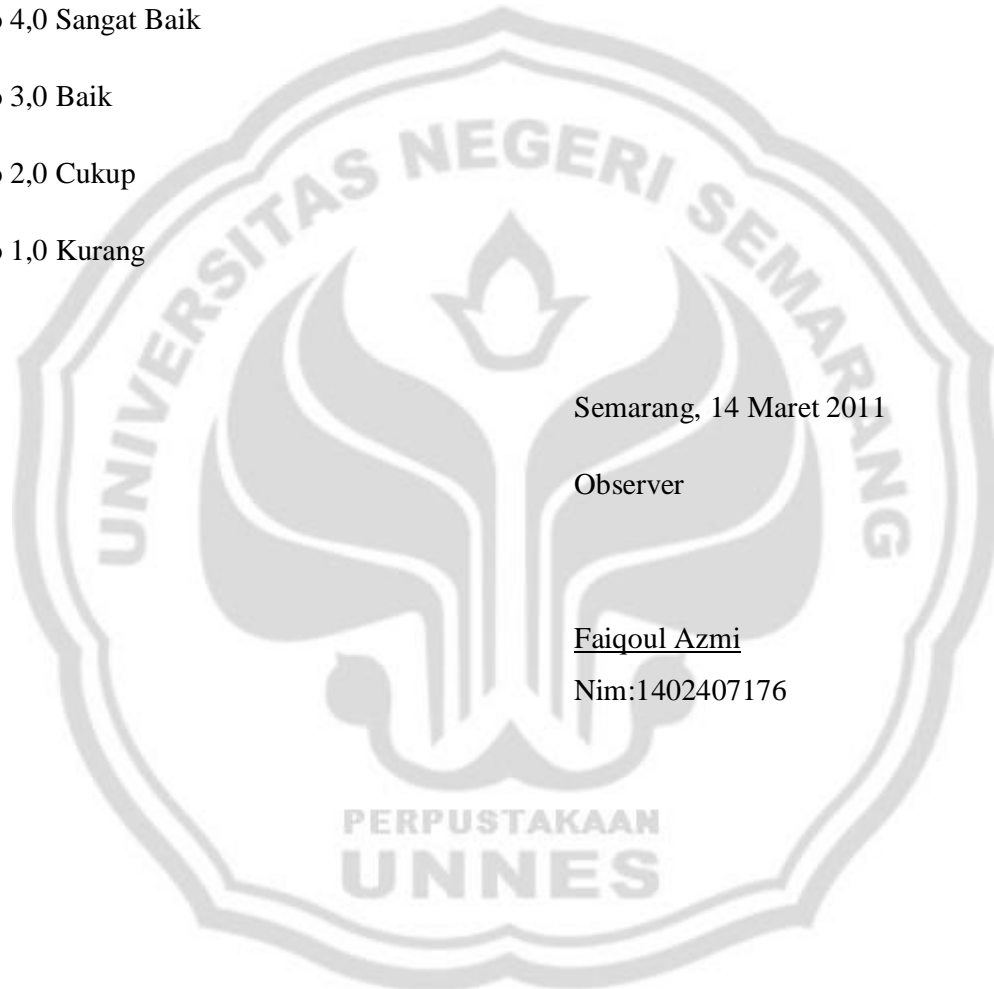 4,0 Sangat Baik
3,0 Baik
2,0 Cukup
1,0 Kurang
UNIVERSITAS NEGERI SEMARANG
Semarang, 14 Maret 2011
Observer
Faiqoul Azmi
Nim:1402407176
PERPUSTAKAAN
UNNES